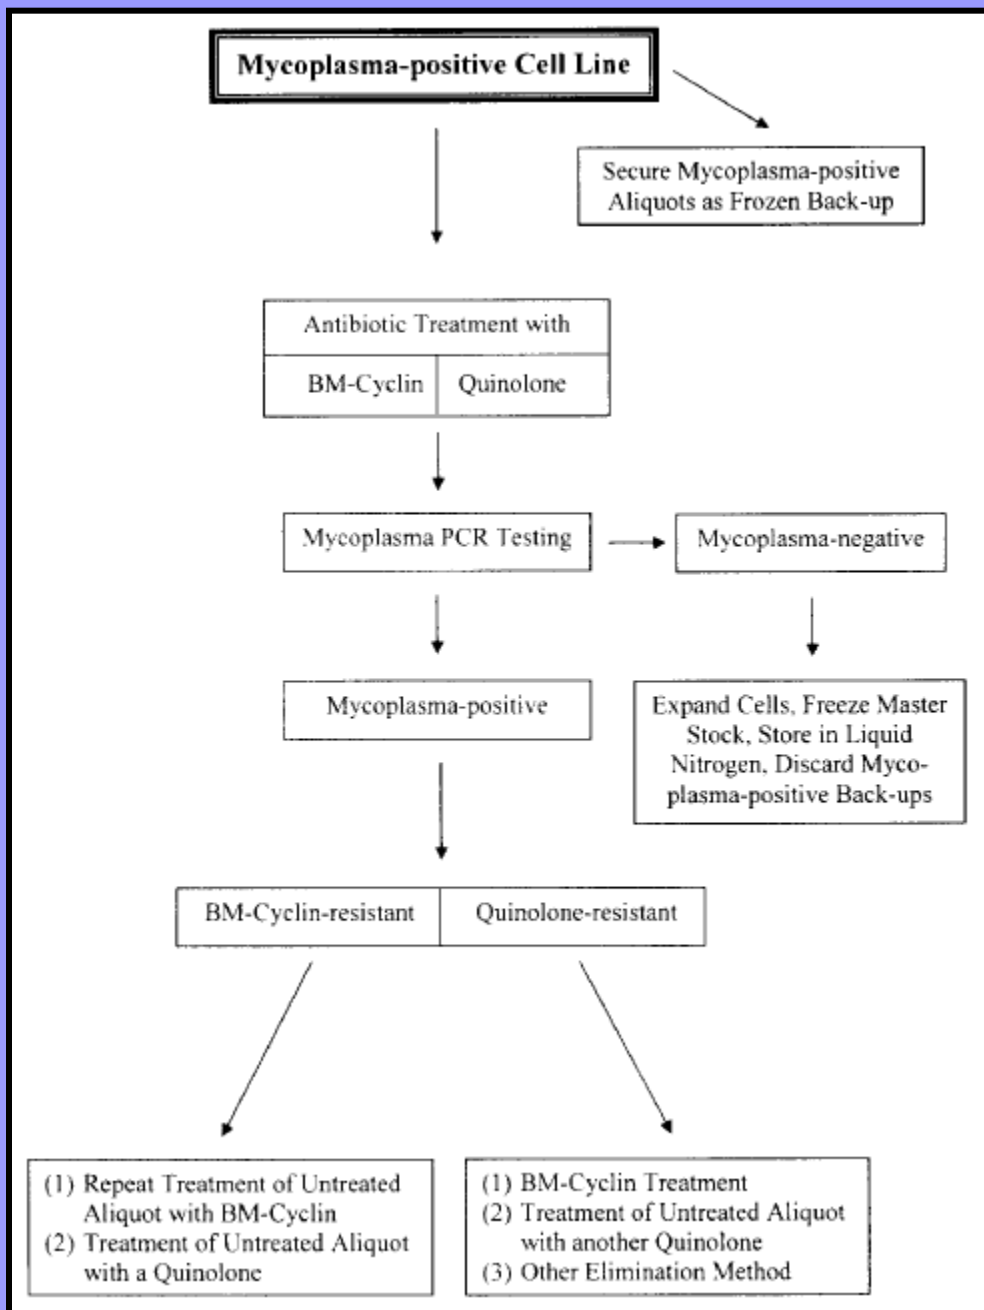 Mycoplasma-positive Cell Line
Secure Mycoplasma-positive
Aliquots as Frozen Back-up
Antibiotic Treatment with
BM-Cyclin
Quinolone
Mycoplasma PCR Testing
Mycoplasma-negative
Mycoplasma-positive
Expand Cells, Freeze Master
Stock, Store in Liquid
Nitrogen, Discard Myco-
plasma-positive Back-ups
BM-Cyclin-resistant
Quinolone-resistant
(1) Repeat Treatment of Untreated
Aliquot with BM-Cyclin
(2) Treatment of Untreated Aliquot
with a Quinolone
(1) BM-Cyclin Treatment
(2) Treatment of Untreated Aliquot
with another Quinolone
(3) Other Elimination Method